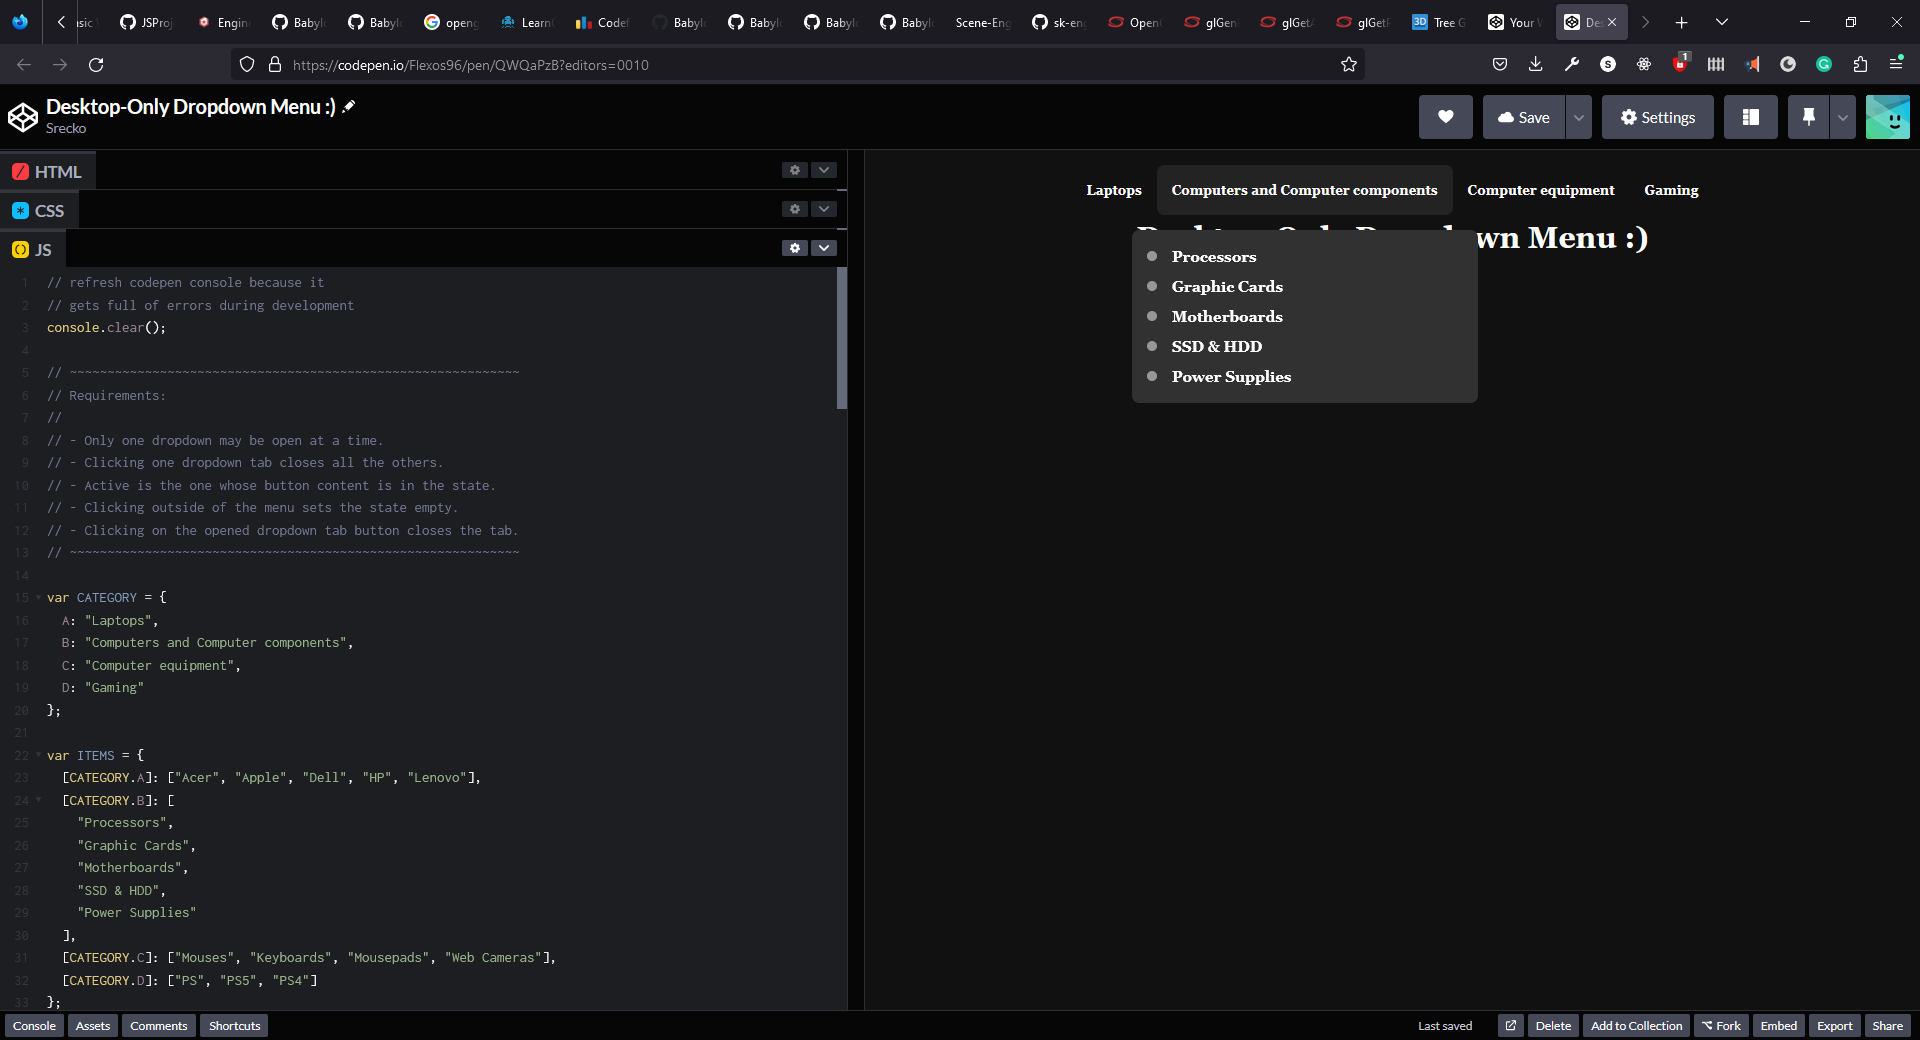 asic
JSProj
Engin
Babyl
Babyl
openg
Learn
Codef
Babyl
Babyl
Babyl
Babyl
Scene-Eng
sk-eng
Open
glGen
glGet
glGetP
Tree G
Your W
Des
https://codepen.io/Flexos96/pen/QWQaPzB?editors=0010
1
Desktop-Only Dropdown Menu :)
Srecko
Save
Settings
HTML
CSS
JS
1 // refresh codepen console because it
2 // gets full of errors during development
3 console.clear();
4
5 // ~~~~~~~~~~~~~~~~~~~~~~~~~~~~~~~~~~~~~~~~~~~~~~~~~~~~~~~~~~~~
6 // Requirements:
7 //
8 // - Only one dropdown may be open at a time.
9 // - Clicking one dropdown tab closes all the others.
10 // - Active is the one whose button content is in the state.
11 // - Clicking outside of the menu sets the state empty.
12 // - Clicking on the opened dropdown tab button closes the tab.
13 // ~~~~~~~~~~~~~~~~~~~~~~~~~~~~~~~~~~~~~~~~~~~~~~~~~~~~~~~~~~~~
14
15 var CATEGORY = {
16 A: "Laptops",
17 B: "Computers and Computer components",
18 C: "Computer equipment",
19 D: "Gaming"
20 };
21
22 var ITEMS = {
23 [CATEGORY.A]: ["Acer", "Apple", "Dell", "HP", "Lenovo"],
24 [CATEGORY.B]: [
25 "Processors",
26 "Graphic Cards",
27 "Motherboards",
28 "SSD & HDD",
29 "Power Supplies"
30 ],
31 [CATEGORY.C]: ["Mouses", "Keyboards", "Mousepads", "Web Cameras"],
32 [CATEGORY.D]: ["PS", "PS5", "PS4"]
33 };
Laptops
Computers and Computer components
Computer equipment
Gaming
wn Menu :)
Processors
Graphic Cards
Motherboards
SSD & HDD
Power Supplies
Console
Assets
Comments
Shortcuts
Last saved
Delete
Add to Collection
Fork
Embed
Export
Share